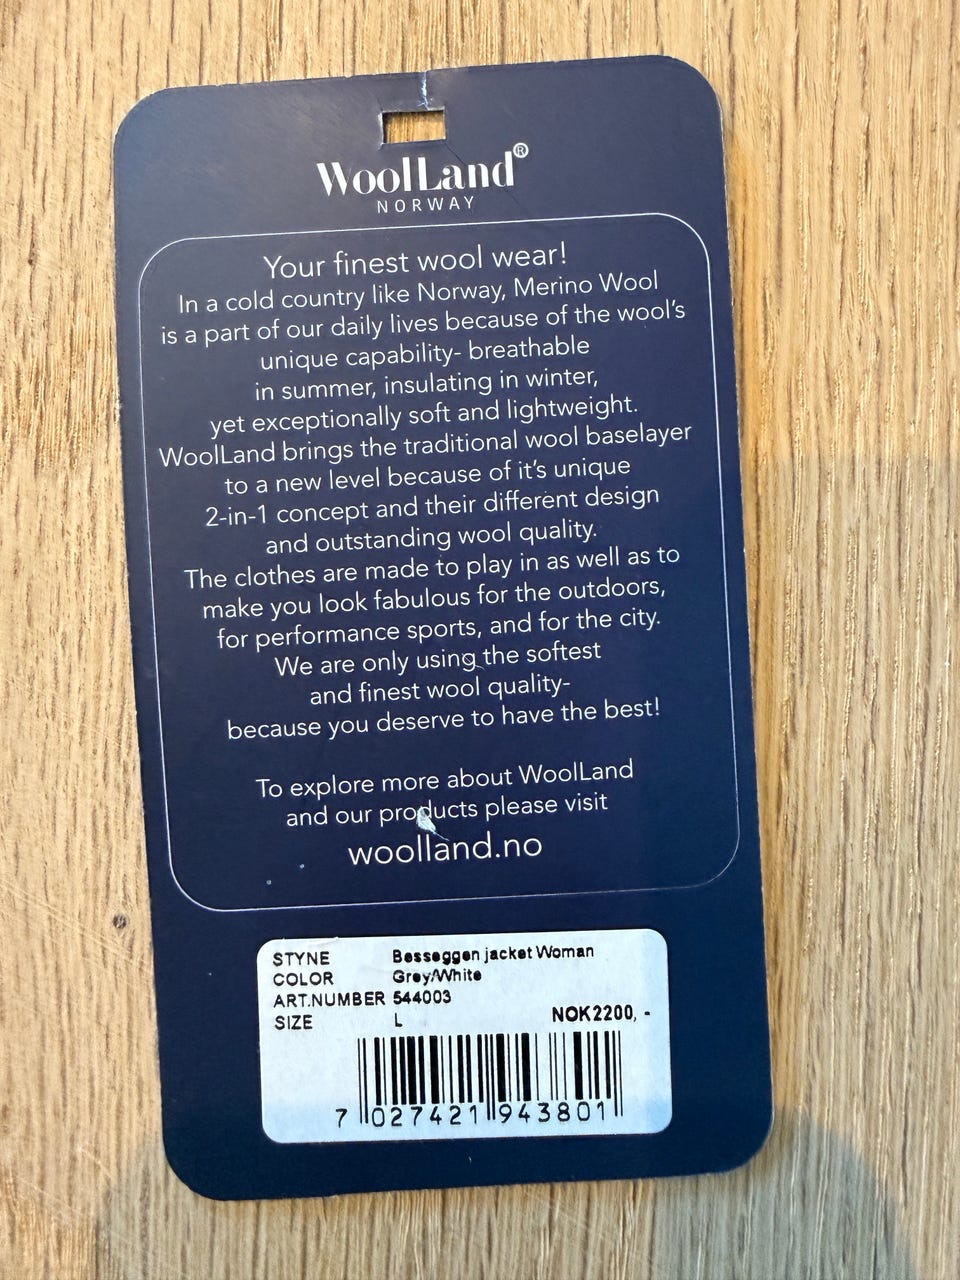 WoolLand®
NORWAY
Your finest wool wear!
In a cold country like Norway, Merino Wool
is a part of our daily lives because of the wool's
unique capability- breathable
in summer, insulating in winter,
yet exceptionally soft and lightweight.
WoolLand brings the traditional wool baselayer
to a new level because of it's unique
2-in-1 concept and their different design
and outstanding wool quality.
The clothes are made to play in as well as to
make you look fabulous for the outdoors,
for performance sports, and for the city.
We are only using the softest
and finest wool quality-
because you deserve to have the best!
To explore more about WoolLand
and our products please visit
woolland.no
STYNE Besseggen jacket Woman
COLOR Grey/White
ART.NUMBER 544003
SIZE L NOK2200,-
7 027421 943801